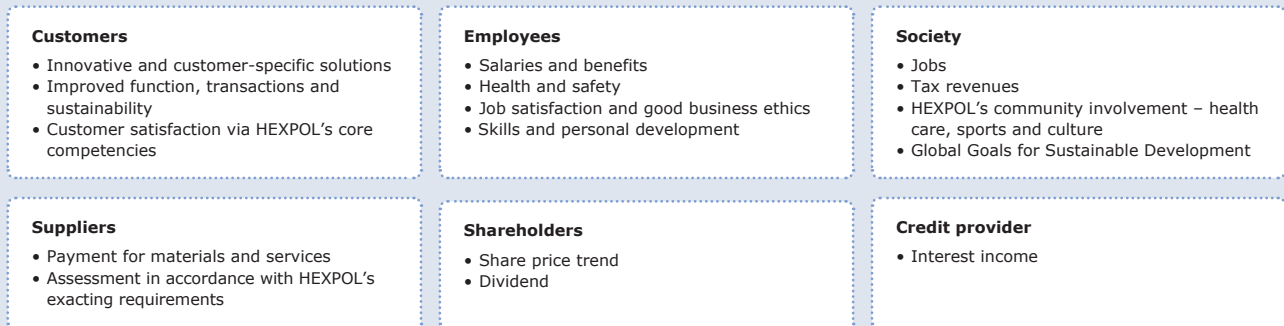 Customers
• Innovative and customer-specific solutions
• Improved function, transactions and
sustainability
• Customer satisfaction via HEXPOL’s core
competencies
Employees
• Salaries and benefits
• Health and safety
• Job satisfaction and good business ethics
• Skills and personal development
Society
• Jobs
• Tax revenues
• HEXPOL’s community involvement – health
care, sports and culture
• Global Goals for Sustainable Development
Suppliers
• Payment for materials and services
• Assessment in accordance with HEXPOL’s
exacting requirements
Shareholders
• Share price trend
• Dividend
Credit provider
• Interest income